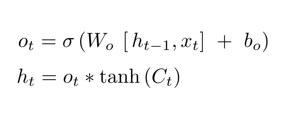 o_t = σ (W_o [h_{t−1}, x_t] + b_o)
h_t = o_t * tanh (C_t)